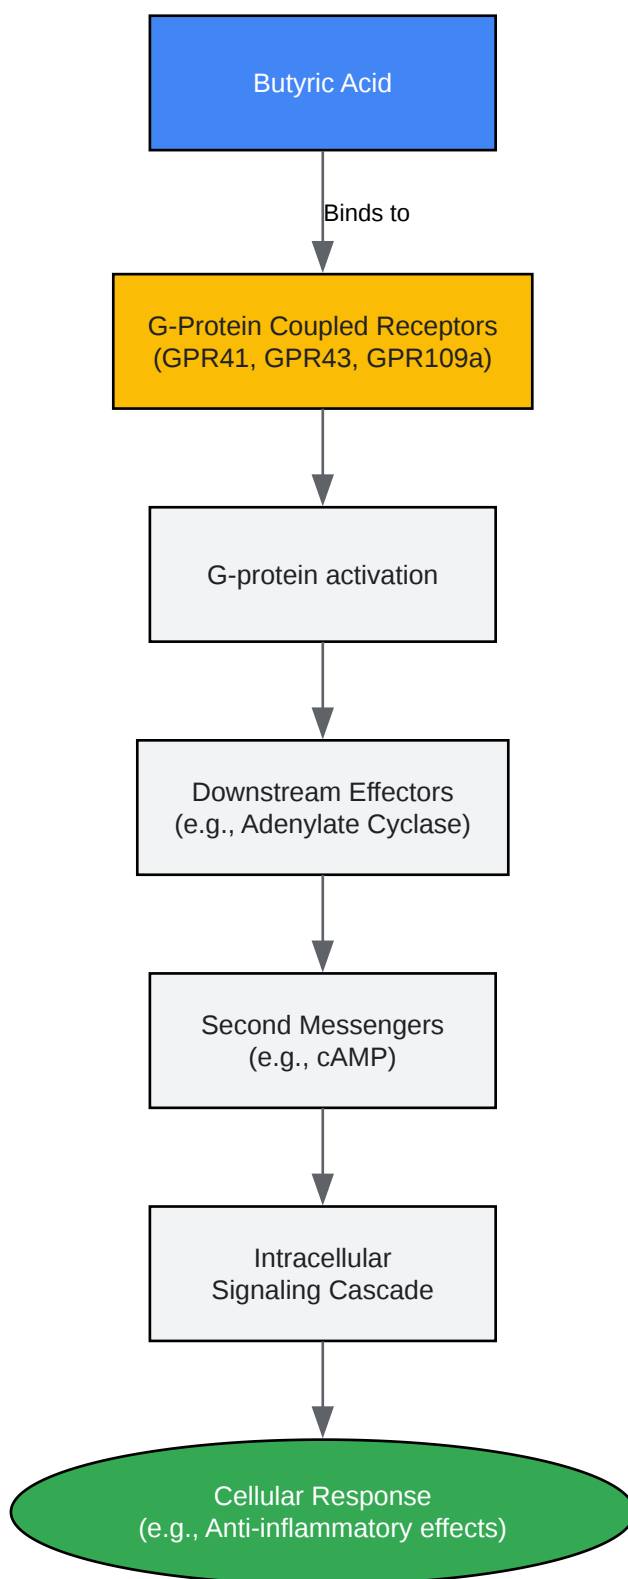 Butyric Acid
Binds to
G-Protein Coupled Receptors
(GPR41, GPR43, GPR109a)
G-protein activation
Downstream Effectors
(e.g., Adenylate Cyclase)
Second Messengers
(e.g., cAMP)
Intracellular
Signaling Cascade
Cellular Response
(e.g., Anti-inflammatory effects)